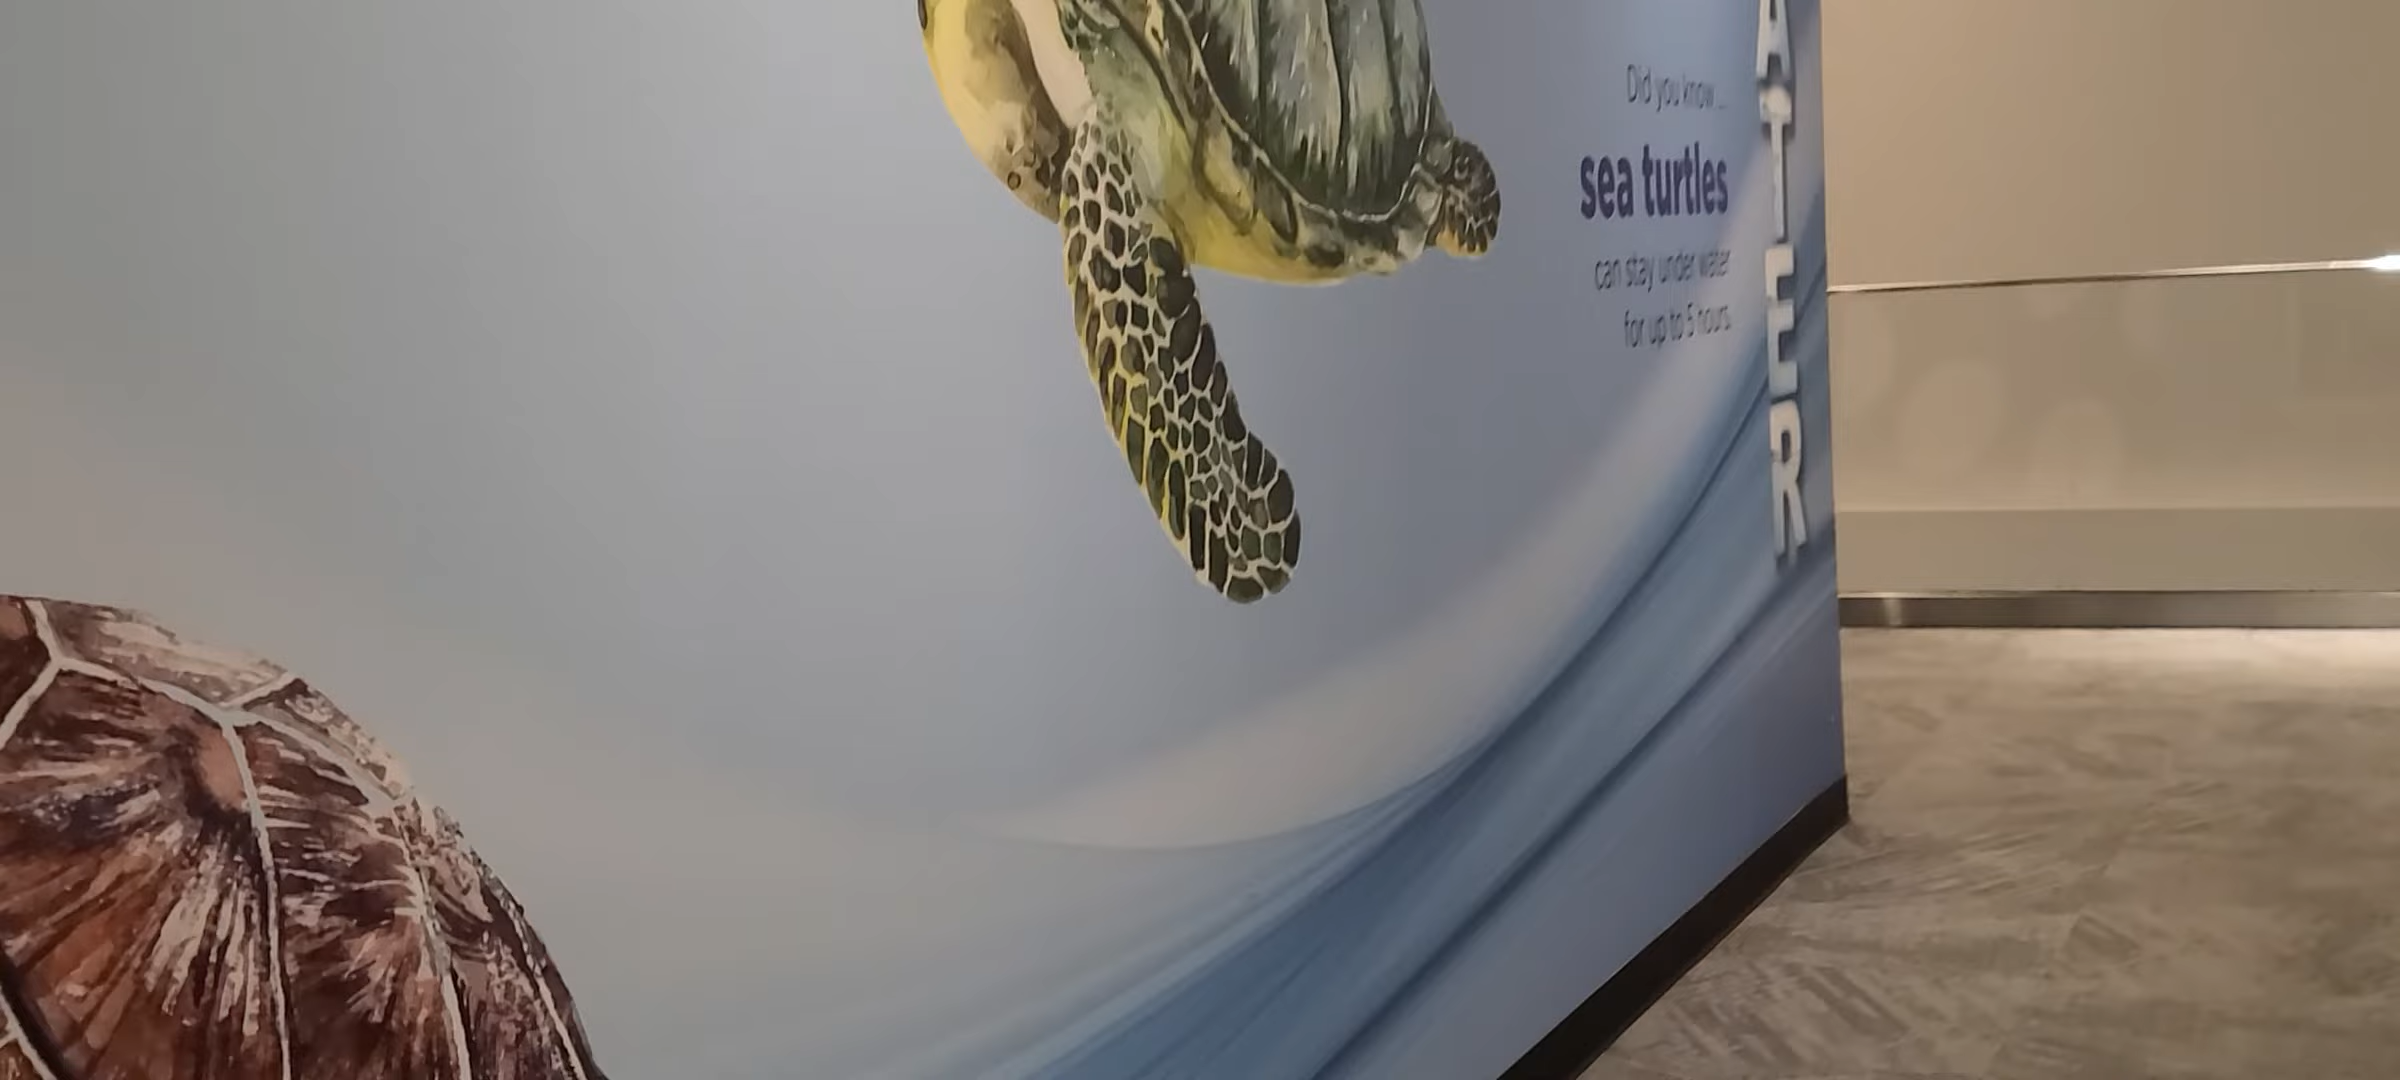 Did you know ...
sea turtles
can stay under water
for up to 5 hours.
ATER